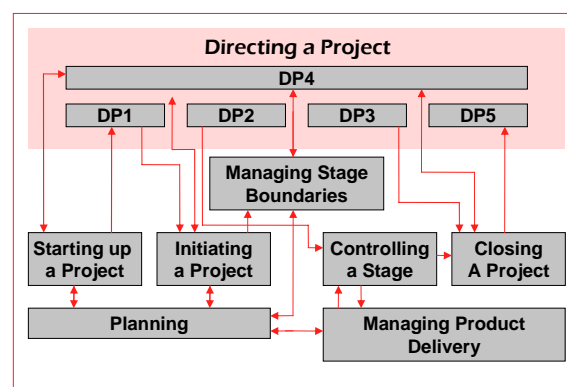 Directing a Project
DP4
DP1
DP2
DP3
DP5
Managing Stage
Boundaries
Starting up
a Project
Initiating
a Project
Controlling
a Stage
Closing
A Project
Planning
Managing Product
Delivery